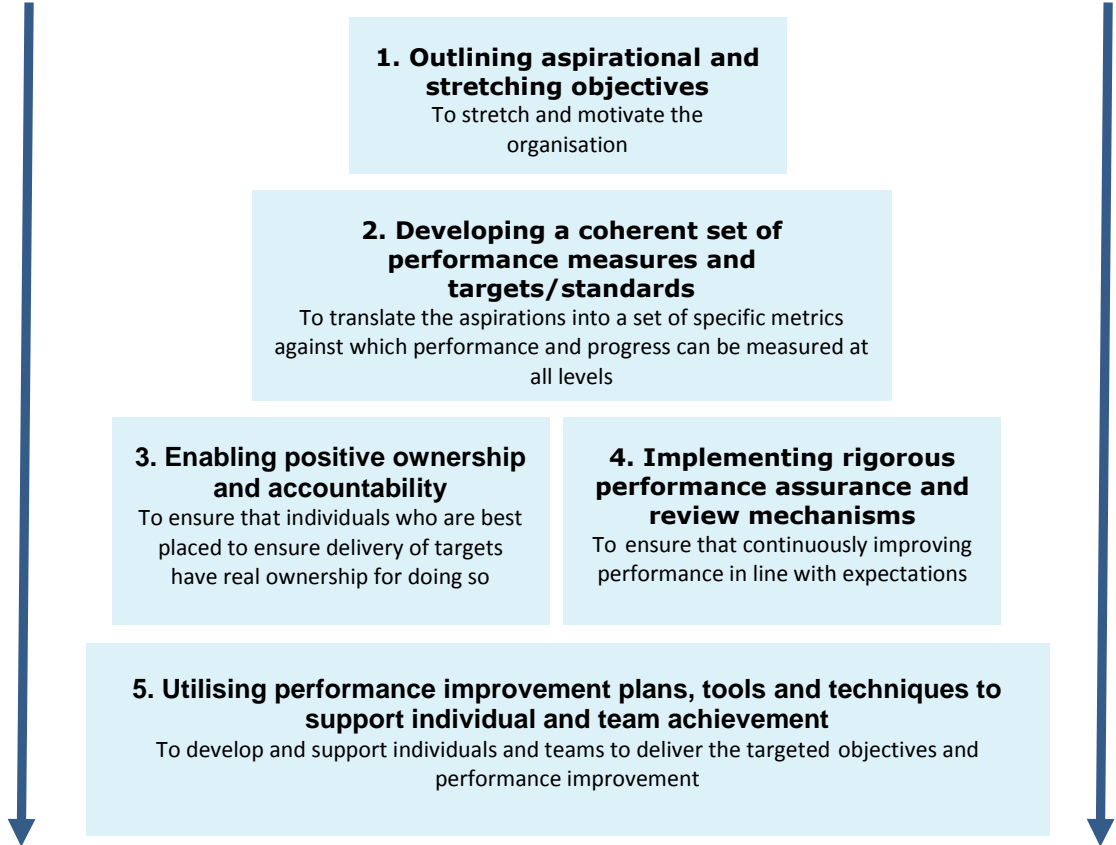 1. Outlining aspirational and
stretching objectives
To stretch and motivate the
organisation
2. Developing a coherent set of
performance measures and
targets/standards
To translate the aspirations into a set of specific metrics
against which performance and progress can be measured at
all levels
3. Enabling positive ownership
and accountability
To ensure that individuals who are best
placed to ensure delivery of targets
have real ownership for doing so
4. Implementing rigorous
performance assurance and
review mechanisms
To ensure that continuously improving
performance in line with expectations
5. Utilising performance improvement plans, tools and techniques to
support individual and team achievement
To develop and support individuals and teams to deliver the targeted objectives and
performance improvement